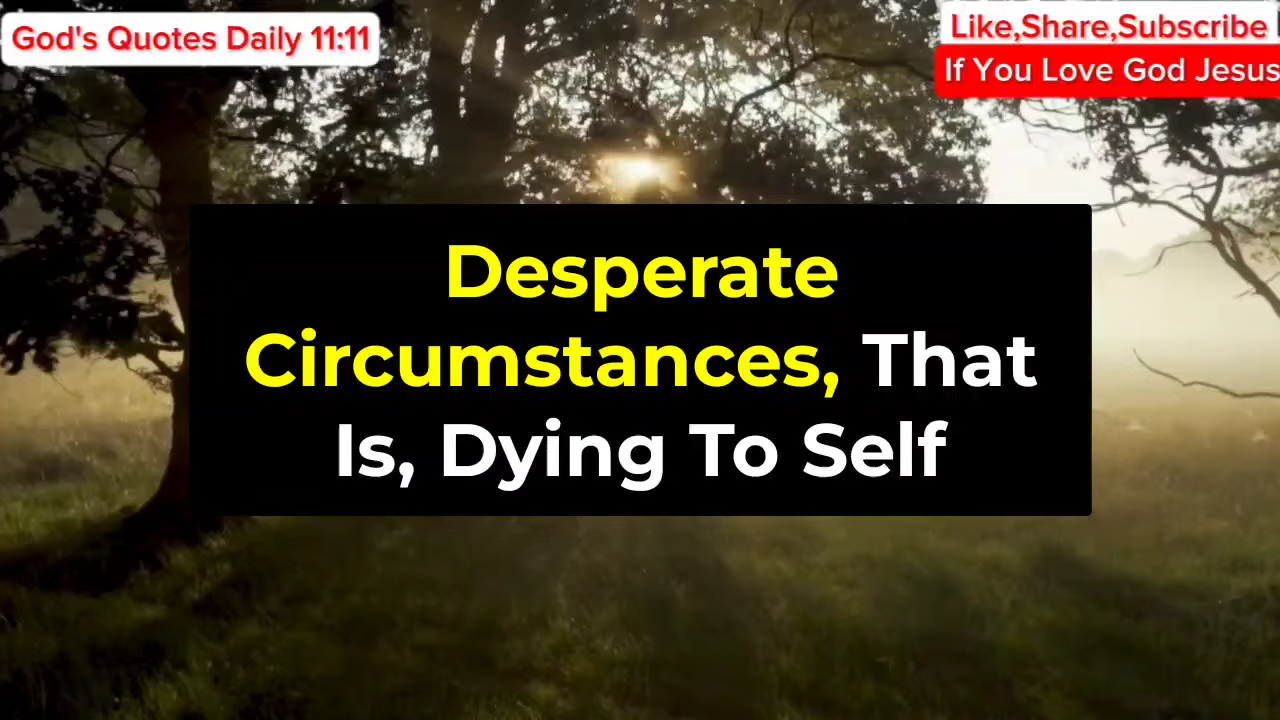 God's Quotes Daily 11:11
Like,Share,Subscribe
If You Love God Jesus
Desperate
Circumstances, That
Is, Dying To Self